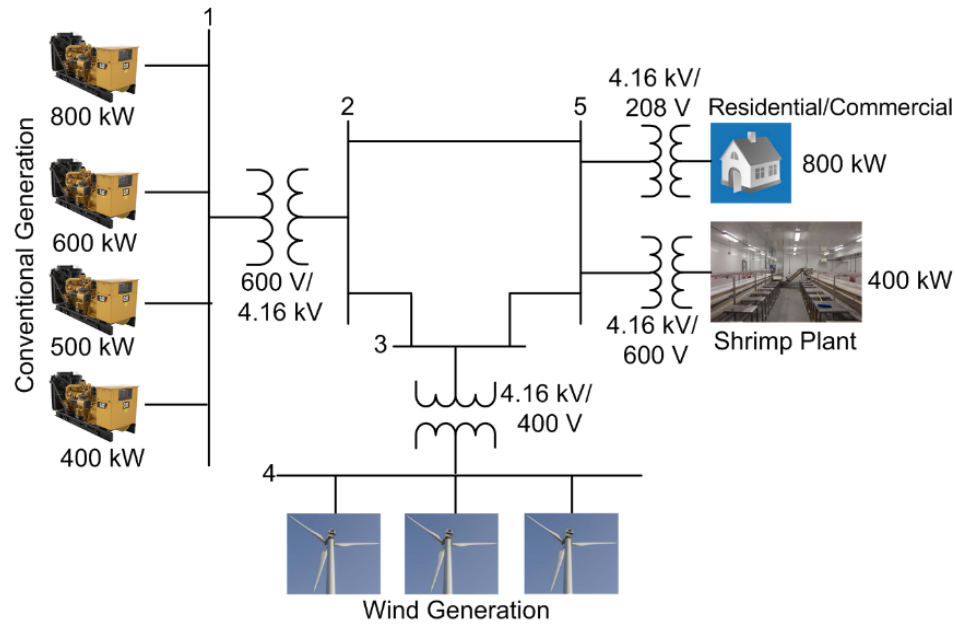 Conventional Generation
1
800 kW
600 kW
500 kW
400 kW
600 V/
4.16 kV
2
3
5
4.16 kV/
208 V
Residential/Commercial
800 kW
4.16 kV/
600 V
400 kW
Shrimp Plant
4.16 kV/
400 V
4
Wind Generation